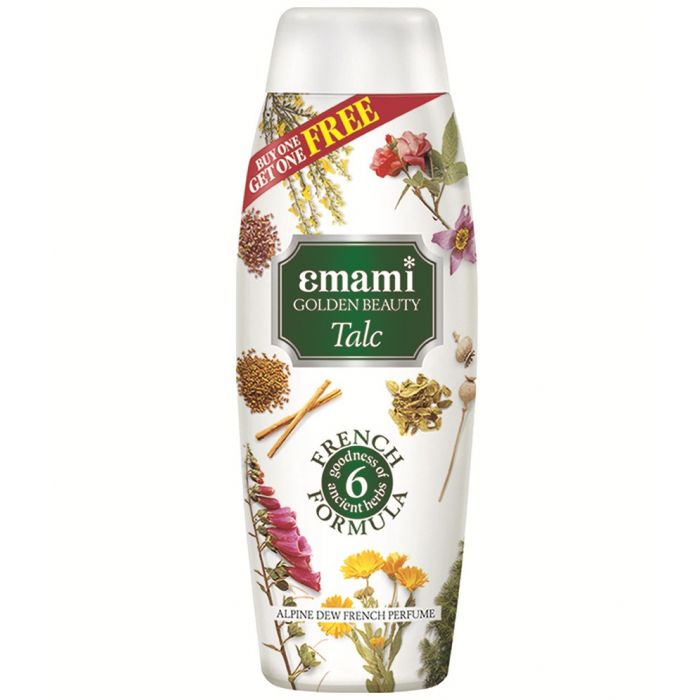 BUY ONE
GET ONE FREE
emami*
GOLDEN BEAUTY
Talc
FRENCH
goodness of
6
ancient herbs
FORMULA
ALPINE DEW FRENCH PERFUME